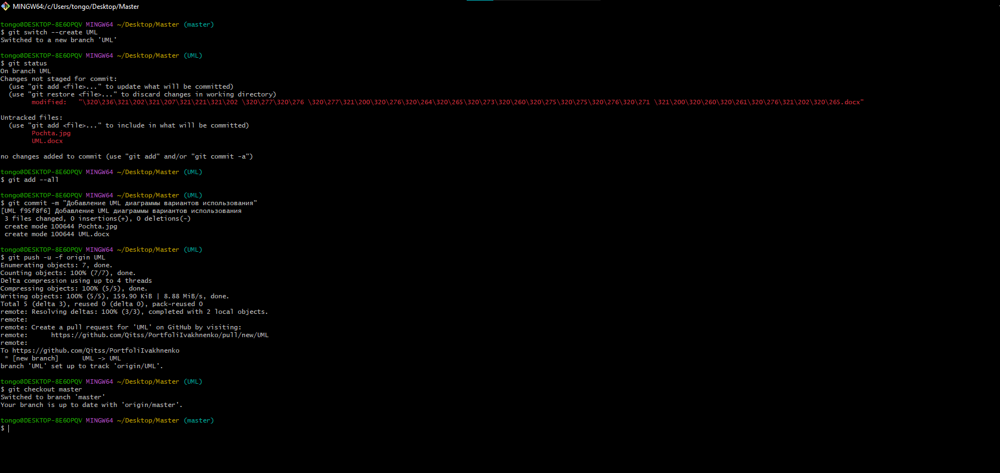 MINGW64:/c/Users/tongo/Desktop/Master
tongo@DESKTOP-8E6OPQV MINGW64 ~/Desktop/Master (master)
$ git switch --create UML
Switched to a new branch 'UML'
tongo@DESKTOP-8E6OPQV MINGW64 ~/Desktop/Master (UML)
$ git status
On branch UML
Changes not staged for commit:
  (use "git add <file>..." to update what will be committed)
  (use "git restore <file>..." to discard changes in working directory)
        modified:   "\320\236\321\202\321\207\321\221\321\202 \320\277\320\276 \320\277\321\200\320\276\320\264\320\265\320\273\320\260\320\275\320\275\320\276\320\271 \321\200\320\260\320\261\320\276\321\202\320\265.docx"
Untracked files:
  (use "git add <file>..." to include in what will be committed)
        Pochta.jpg
        UML.docx
no changes added to commit (use "git add" and/or "git commit -a")
tongo@DESKTOP-8E6OPQV MINGW64 ~/Desktop/Master (UML)
$ git add --all
tongo@DESKTOP-8E6OPQV MINGW64 ~/Desktop/Master (UML)
$ git commit -m "Добавление UML диаграммы вариантов использования"
[UML f95f8f6] Добавление UML диаграммы вариантов использования
 3 files changed, 0 insertions(+), 0 deletions(-)
 create mode 100644 Pochta.jpg
 create mode 100644 UML.docx
tongo@DESKTOP-8E6OPQV MINGW64 ~/Desktop/Master (UML)
$ git push -u -f origin UML
Enumerating objects: 7, done.
Counting objects: 100% (7/7), done.
Delta compression using up to 4 threads
Compressing objects: 100% (5/5), done.
Writing objects: 100% (5/5), 159.90 KiB | 8.88 MiB/s, done.
Total 5 (delta 3), reused 0 (delta 0), pack-reused 0
remote: Resolving deltas: 100% (3/3), completed with 2 local objects.
remote:
remote: Create a pull request for 'UML' on GitHub by visiting:
remote:      https://github.com/Qitss/PortfoliIvakhnenko/pull/new/UML
remote:
To https://github.com/Qitss/PortfoliIvakhnenko
 * [new branch]      UML -> UML
branch 'UML' set up to track 'origin/UML'.
tongo@DESKTOP-8E6OPQV MINGW64 ~/Desktop/Master (UML)
$ git checkout master
Switched to branch 'master'
Your branch is up to date with 'origin/master'.
tongo@DESKTOP-8E6OPQV MINGW64 ~/Desktop/Master (master)
$